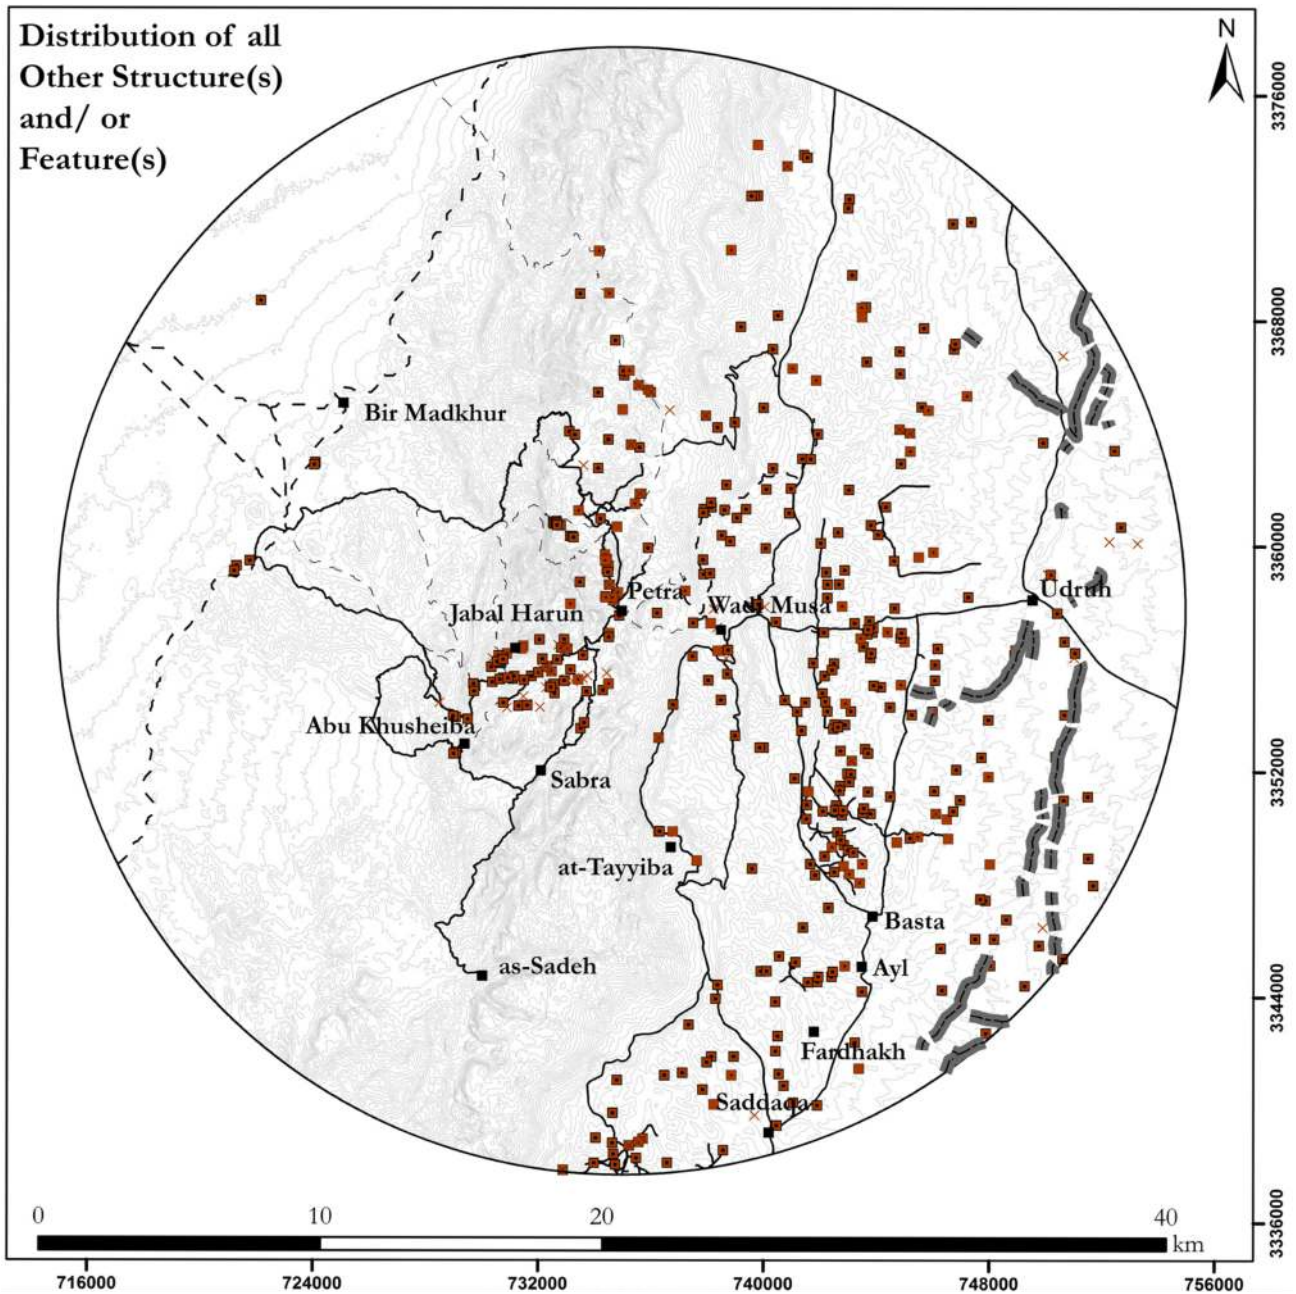 Distribution of all
Other Structure(s)
and/ or
Feature(s)
N
3376000
3368000
Bir Madkhur
3360000
Petra
Udruh
Jabal Harun
Wadi Musa
Abu Khusheiba
Sabra
3352000
at-Tayyiba
Basta
as-Sadeh
Ayl
3344000
Fardhakh
Saddaqa
0 10 20 40
km
3336000
716000 724000 732000 740000 748000 756000